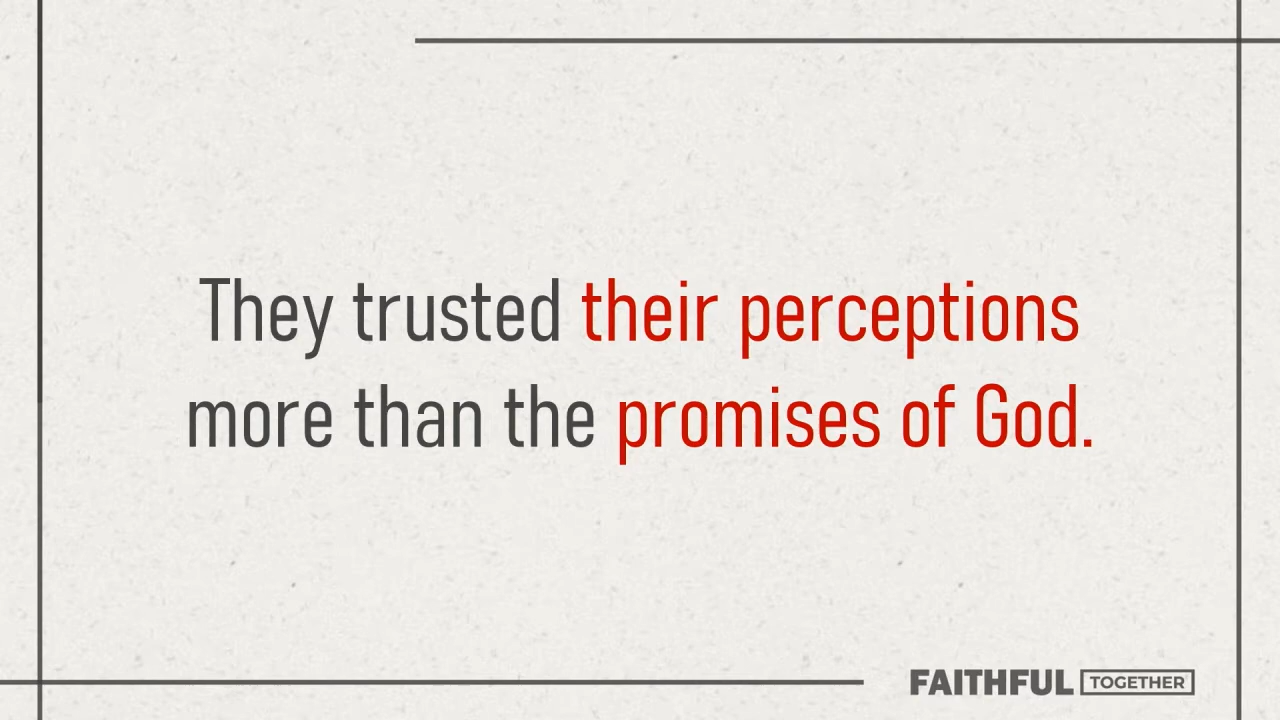 They trusted their perceptions
more than the promises of God.
FAITHFUL TOGETHER